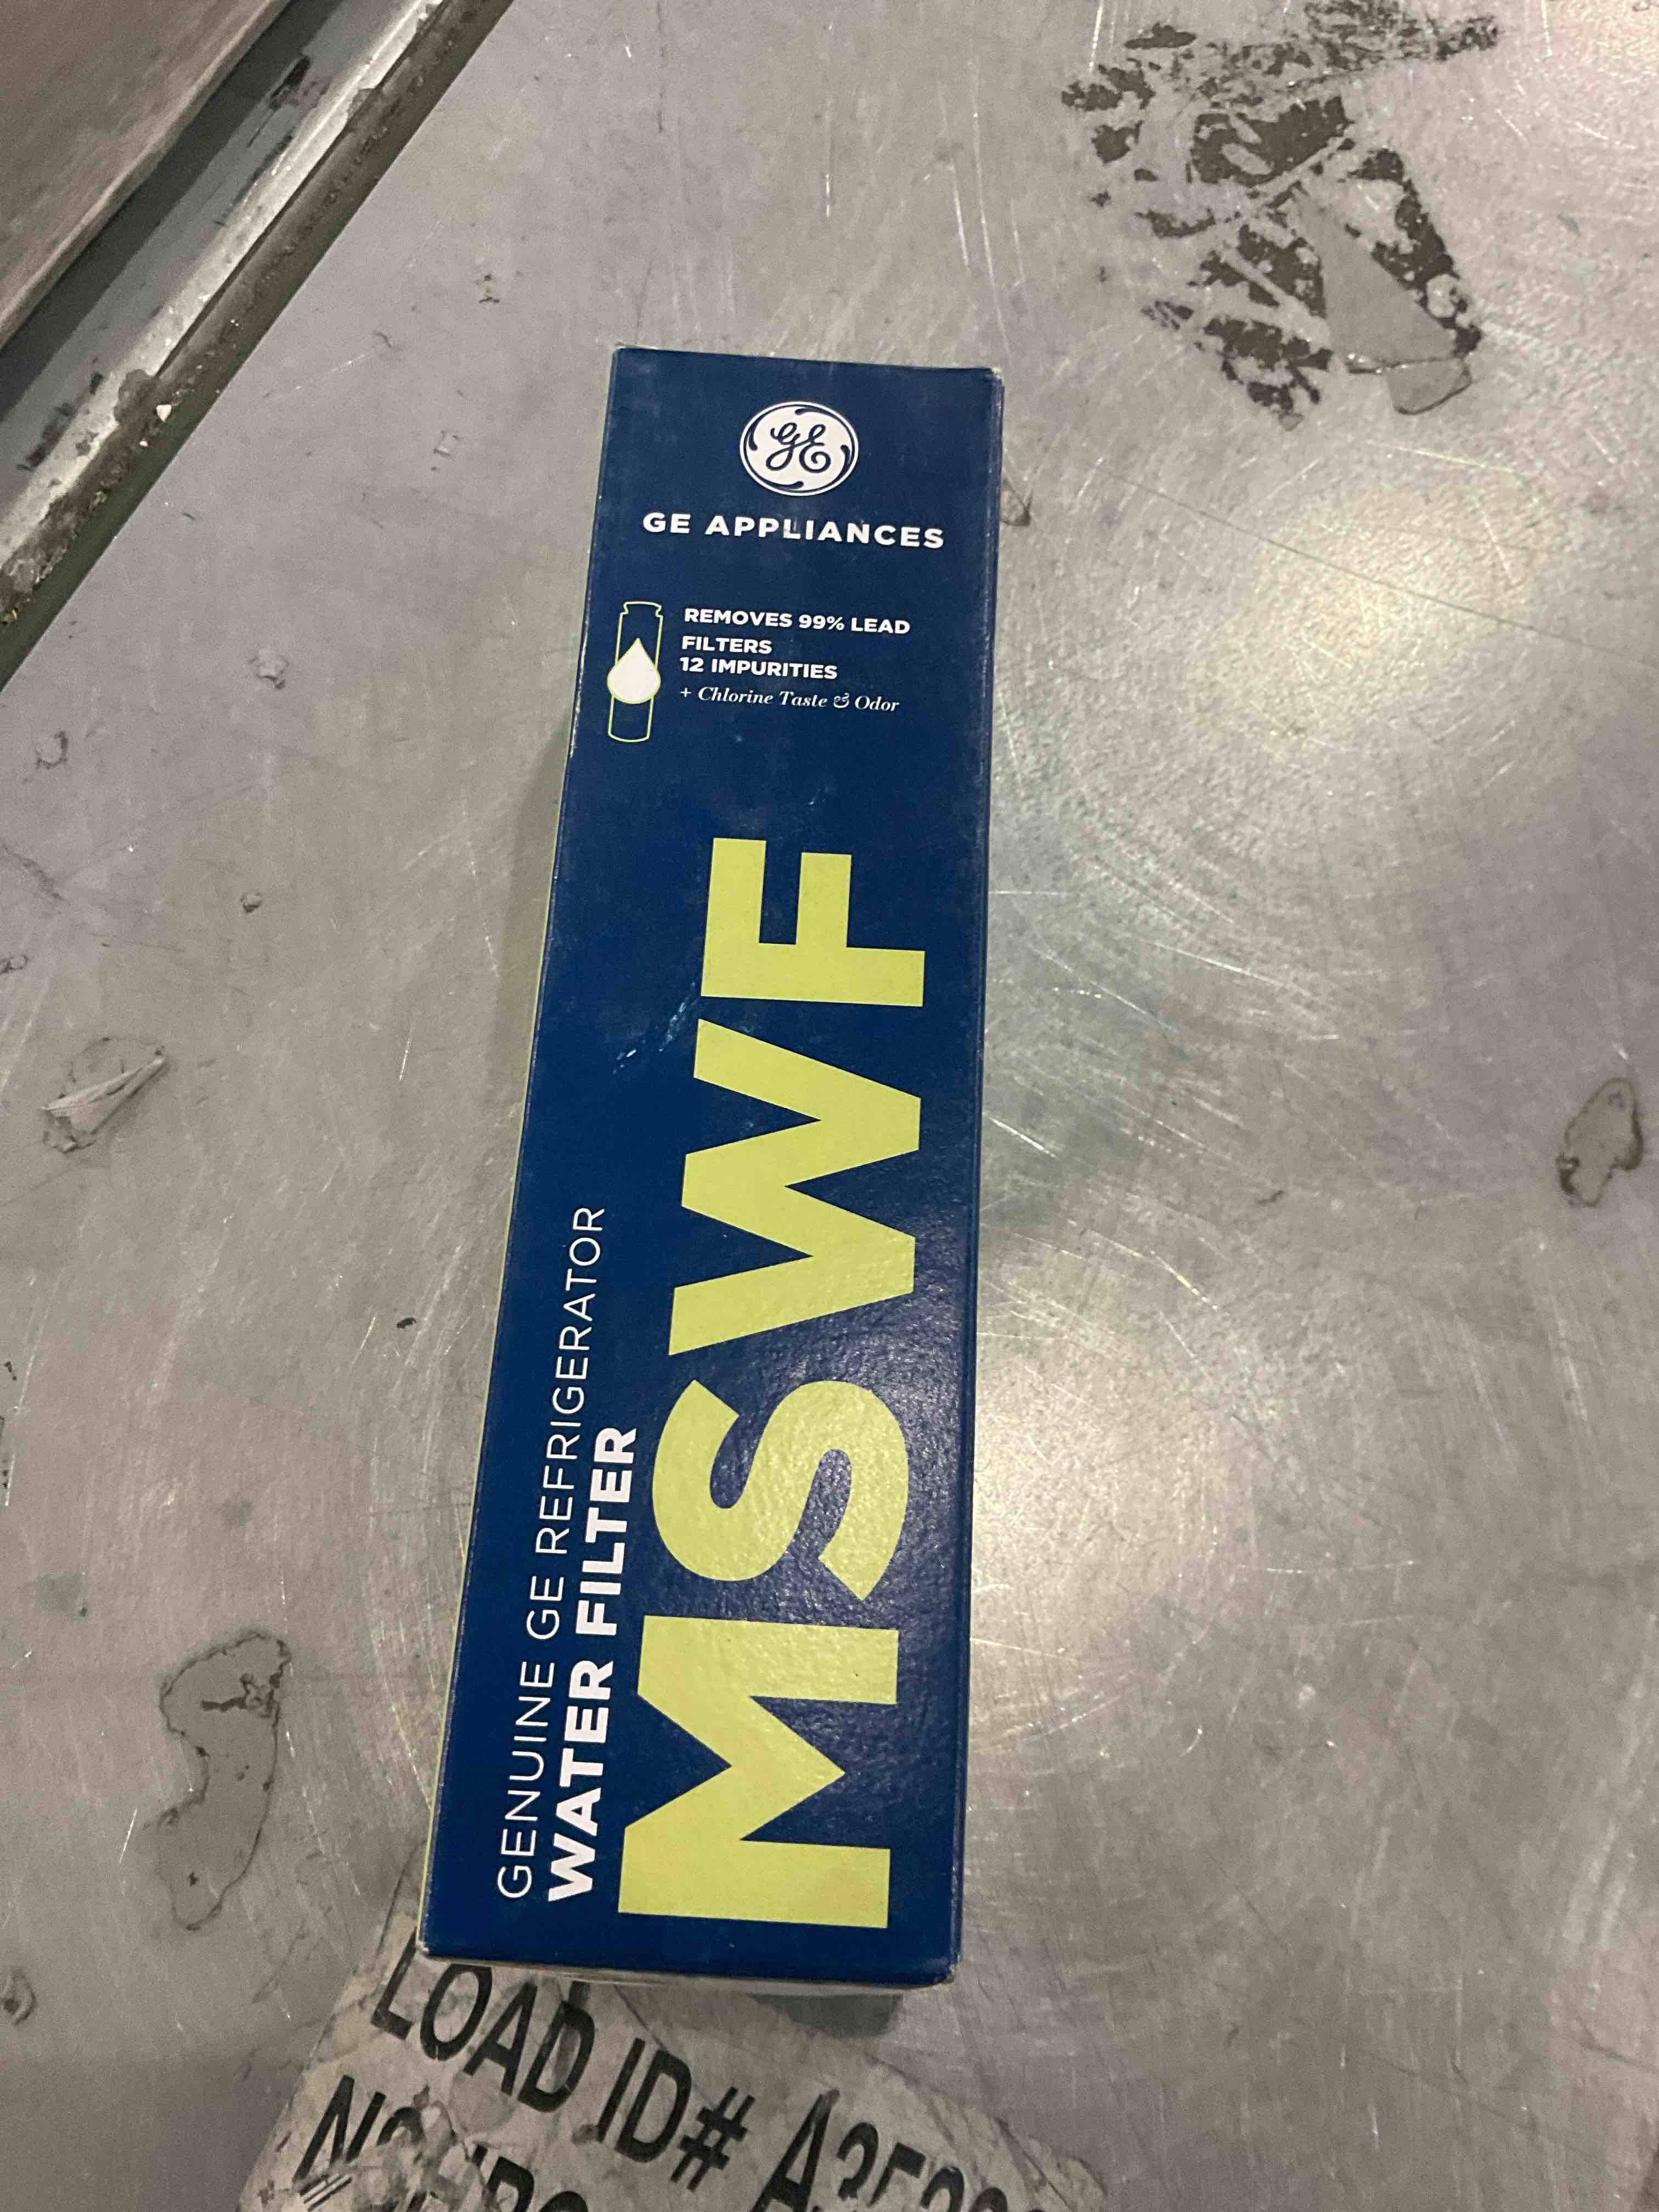 GE
GE APPLIANCES
REMOVES 99% LEAD
FILTERS
12 IMPURITIES
+ Chlorine Taste & Odor
GENUINE GE REFRIGERATOR
WATER FILTER
MSWF
LOAD ID#